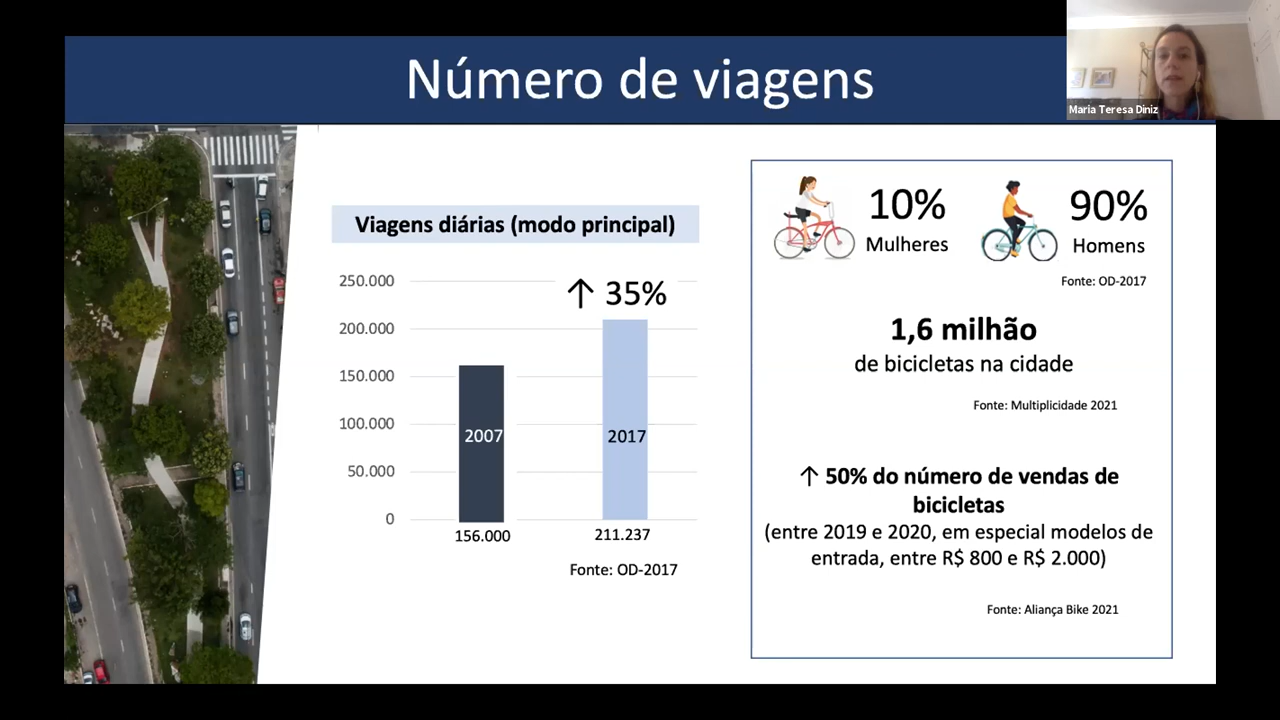 Número de viagens
Maria Teresa Diniz
Viagens diárias (modo principal)
250.000
200.000
150.000
100.000
50.000
0
↑ 35%
2007
2017
156.000
211.237
Fonte: OD-2017
10%
Mulheres
90%
Homens
Fonte: OD-2017
1,6 milhão
de bicicletas na cidade
Fonte: Multiplicidade 2021
↑ 50% do número de vendas de
bicicletas
(entre 2019 e 2020, em especial modelos de
entrada, entre R$ 800 e R$ 2.000)
Fonte: Aliança Bike 2021